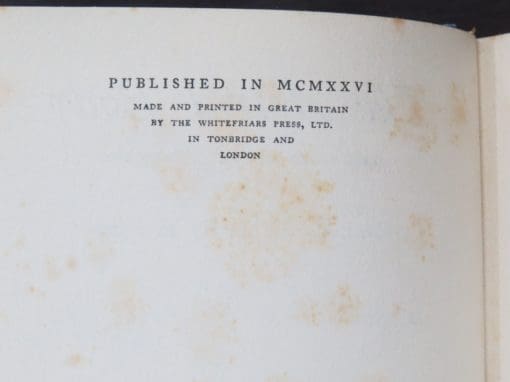 PUBLISHED IN MCMXXVI
MADE AND PRINTED IN GREAT BRITAIN
BY THE WHITEFRIARS PRESS, LTD.
IN TONBRIDGE AND
LONDON